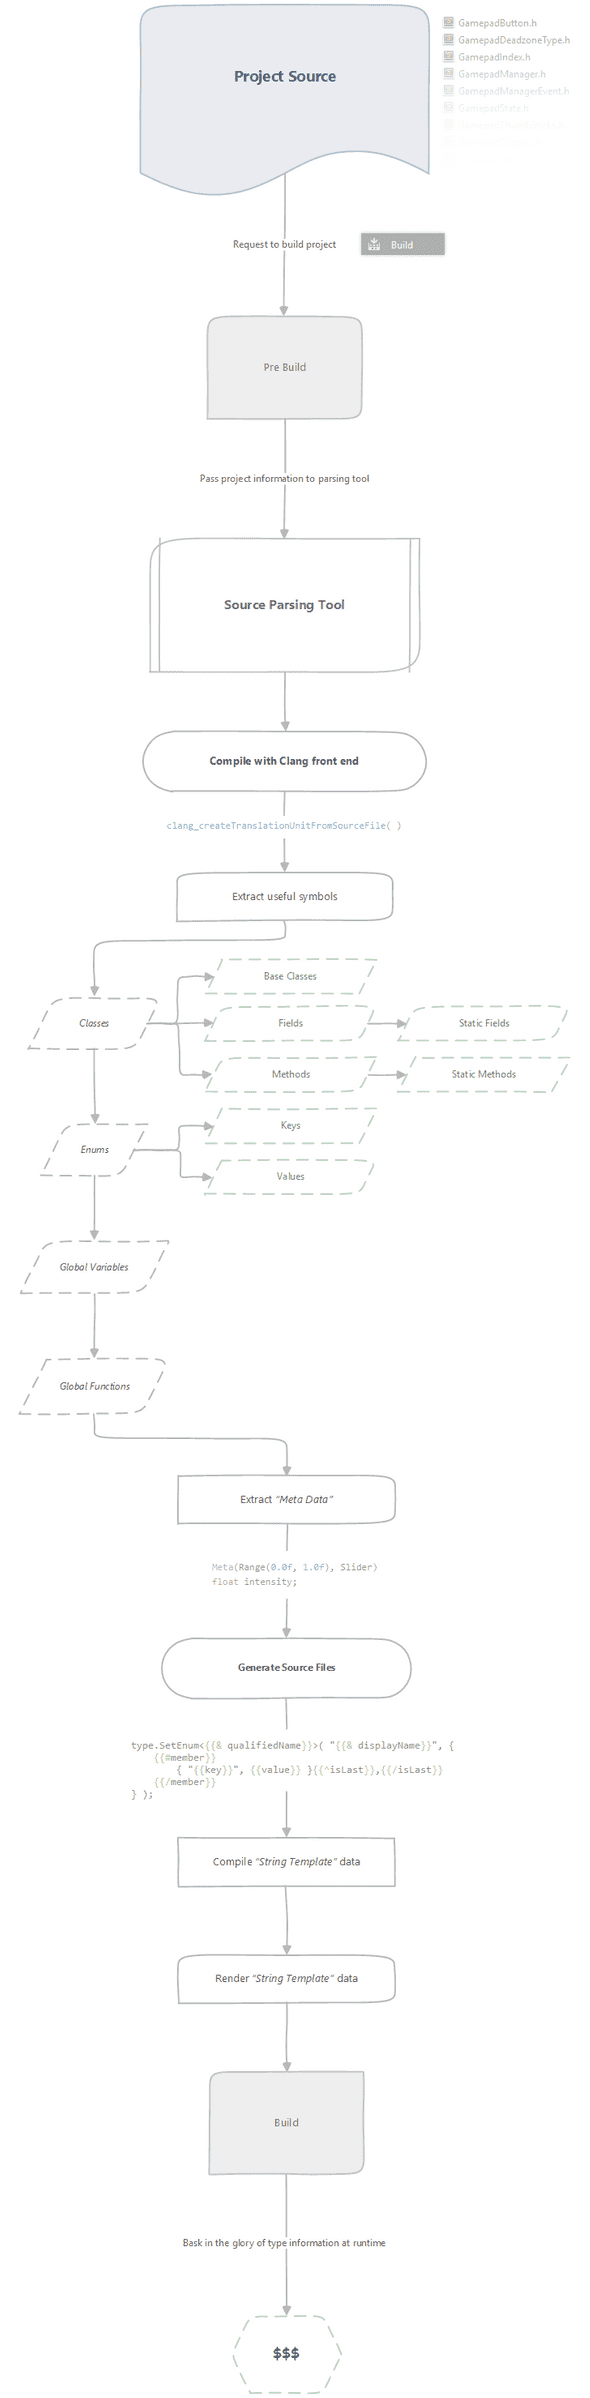 Project Source
GamepadButton.h
GamepadDeadzoneType.h
GamepadIndex.h
GamepadManager.h
GamepadManagerEvent.h
GamepadState.h
Request to build project
Build
Pre Build
Pass project information to parsing tool
Source Parsing Tool
Compile with Clang front end
clang_createTranslationUnitFromSourceFile( )
Extract useful symbols
Base Classes
Classes
Fields
Static Fields
Methods
Static Methods
Keys
Enums
Values
Global Variables
Global Functions
Extract "Meta Data"
Meta(Range(0.0f, 1.0f), Slider)
float intensity;
Generate Source Files
type.SetEnum<{{& qualifiedName}}>( "{{& displayName}}", {
{{#member}}
{ "{{key}}", {{value}} }{{^isLast}},{{/isLast}}
{{/member}}
} );
Compile "String Template" data
Render "String Template" data
Build
Bask in the glory of type information at runtime
$$$